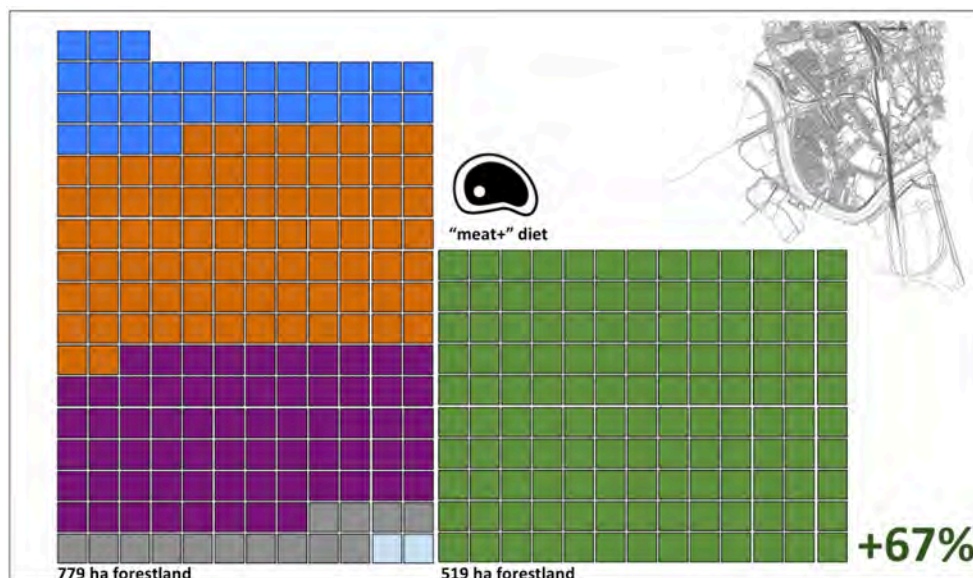 “meat+” diet
+67%
779 ha forestland
519 ha forestland